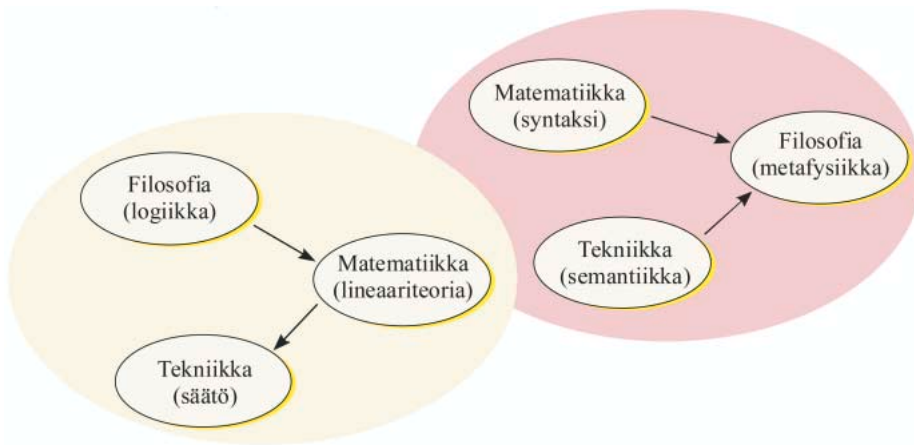 Filosofia
(logiikka)
Matematiikka
(lineaariteoria)
Tekniikka
(säätö)
Matematiikka
(syntaksi)
Filosofia
(metafysiikka)
Tekniikka
(semantiikka)